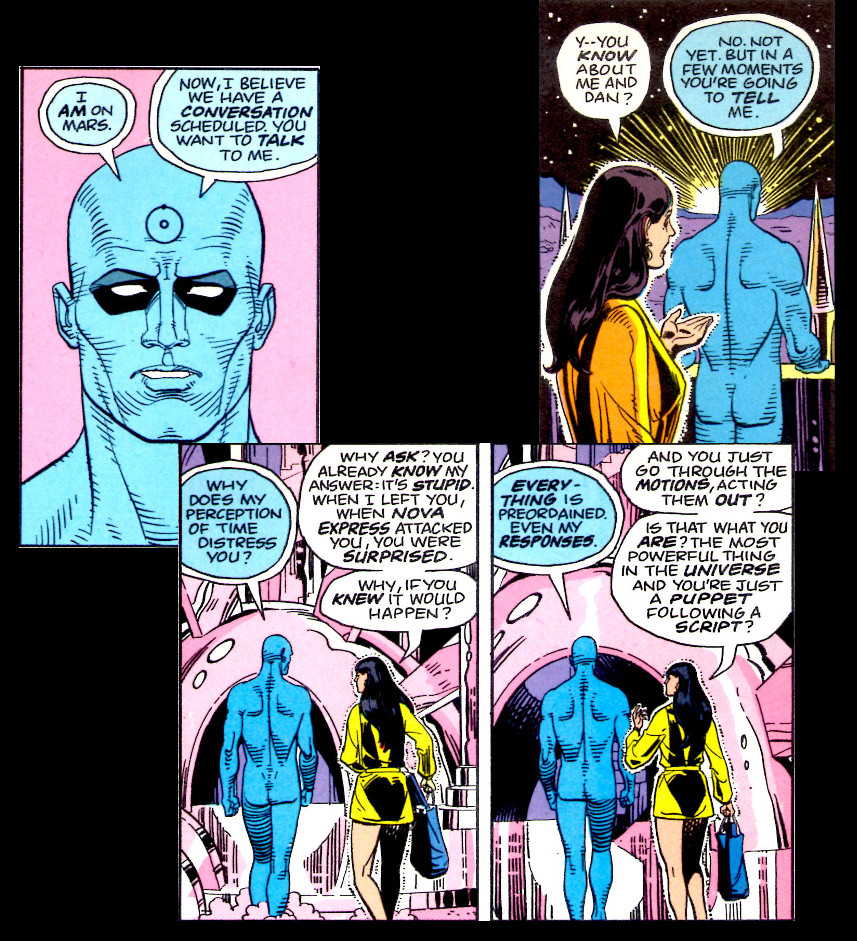 I
AM ON
MARS.
NOW, I BELIEVE
WE HAVE A
CONVERSATION
SCHEDULED. YOU
WANT TO TALK
TO ME.
Y--YOU
KNOW
ABOUT
ME AND
DAN?
NO. NOT
YET. BUT IN A
FEW MOMENTS
YOU'RE GOING
TO TELL
ME.
WHY
DOES MY
PERCEPTION
OF TIME
DISTRESS
YOU?
WHY ASK? YOU
ALREADY KNOW MY
ANSWER: IT'S STUPID.
WHEN I LEFT YOU,
WHEN NOVA
EXPRESS ATTACKED
YOU, YOU WERE
SURPRISED.
WHY, IF YOU
KNEW IT WOULD
HAPPEN?
EVERY-
THING IS
PREORDAINED.
EVEN MY
RESPONSES.
AND YOU JUST
GO THROUGH THE
MOTIONS, ACTING
THEM OUT?
IS THAT WHAT YOU
ARE? THE MOST
POWERFUL THING
IN THE UNIVERSE
AND YOU'RE JUST
A PUPPET
FOLLOWING A
SCRIPT?